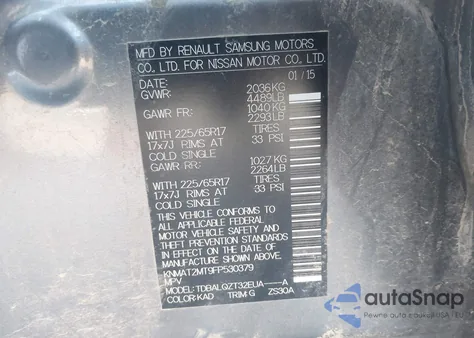 MFD BY RENAULT SAMSUNG MOTORS
CO. LTD. FOR NISSAN MOTOR CO. LTD.
DATE: 01/15
GVWR: 2036KG
4489LB
GAWR FR: 1040KG
2293LB
WITH 225/65R17 TIRES
17x7J RIMS AT 33 PSI
COLD SINGLE
GAWR RR: 1027KG
2264LB
WITH 225/65R17 TIRES
17x7J RIMS AT 33 PSI
COLD SINGLE
THIS VEHICLE CONFORMS TO
ALL APPLICABLE FEDERAL
MOTOR VEHICLE SAFETY AND
THEFT PREVENTION STANDARDS
IN EFFECT ON THE DATE OF
MANUFACTURE SHOWN ABOVE.
KNMAT2MT9FP530379
MPV
MODEL: TDBALQZT32EUA----A
COLOR:KAD TRIM:G ZS30A
autoSnap